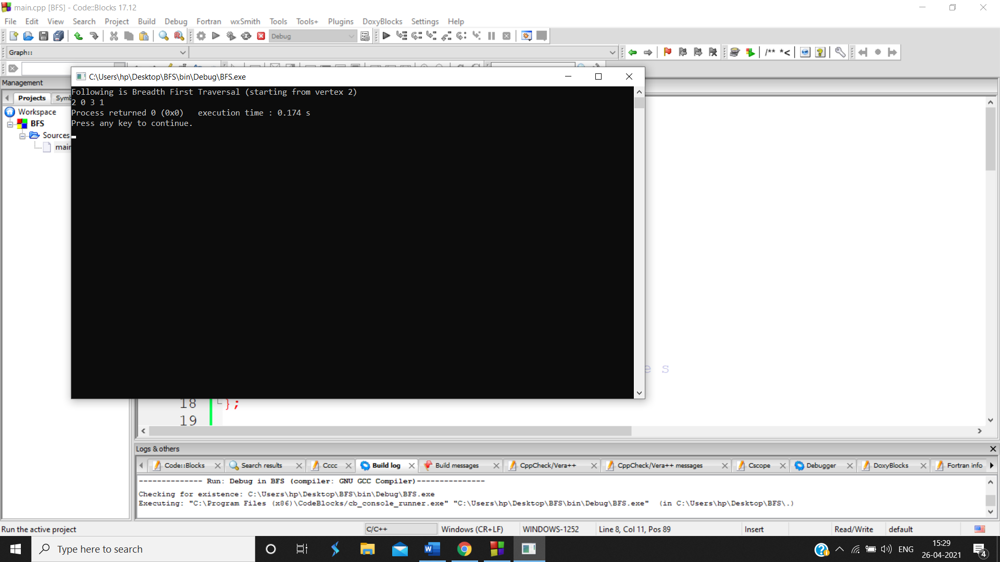 main.cpp [BFS] - Code::Blocks 17.12
File Edit View Search Project Build Debug Fortran wxSmith Tools Tools+ Plugins DoxyBlocks Settings Help
Debug
Graph::
/** *<
C:\Users\hp\Desktop\BFS\bin\Debug\BFS.exe
Management
Projects Symb
Workspace
BFS
Sources
main
Following is Breadth First Traversal (starting from vertex 2)
2 0 3 1
Process returned 0 (0x0)   execution time : 0.174 s
Press any key to continue.
e s
18 };
19
Logs & others
Code::Blocks Search results Cccc Build log Build messages CppCheck/Vera++ CppCheck/Vera++ messages Cscope Debugger DoxyBlocks Fortran info
-------------- Run: Debug in BFS (compiler: GNU GCC Compiler)---------------
Checking for existence: C:\Users\hp\Desktop\BFS\bin\Debug\BFS.exe
Executing: "C:\Program Files (x86)\CodeBlocks/cb_console_runner.exe" "C:\Users\hp\Desktop\BFS\bin\Debug\BFS.exe"  (in C:\Users\hp\Desktop\BFS\.)
Run the active project C/C++ Windows (CR+LF) WINDOWS-1252 Line 8, Col 11, Pos 89 Insert Read/Write default
Type here to search
ENG
15:29
26-04-2021
4